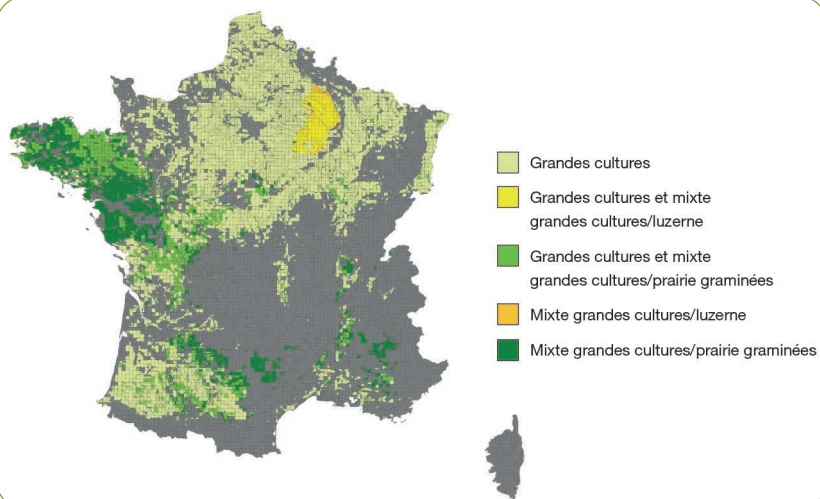 Grandes cultures
Grandes cultures et mixte
grandes cultures/luzerne
Grandes cultures et mixte
grandes cultures/prairie graminées
Mixte grandes cultures/luzerne
Mixte grandes cultures/prairie graminées